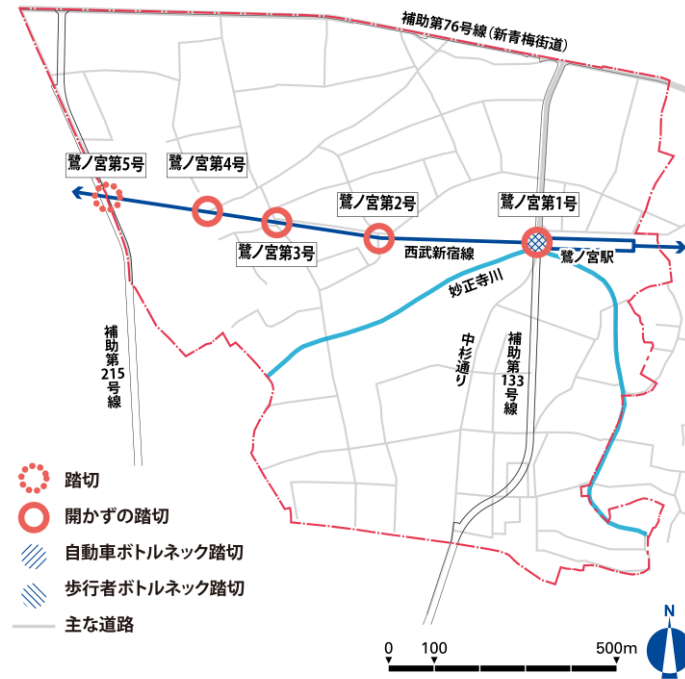 補助第76号線(新青梅街道)
鷺ノ宮第5号
鷺ノ宮第4号
鷺ノ宮第2号
鷺ノ宮第1号
鷺ノ宮第3号
西武新宿線
鷺ノ宮駅
妙正寺川
補助第215号線
中杉通り
補助第133号線
踏切
開かずの踏切
自動車ボトルネック踏切
歩行者ボトルネック踏切
主な道路
0 100 500m
N